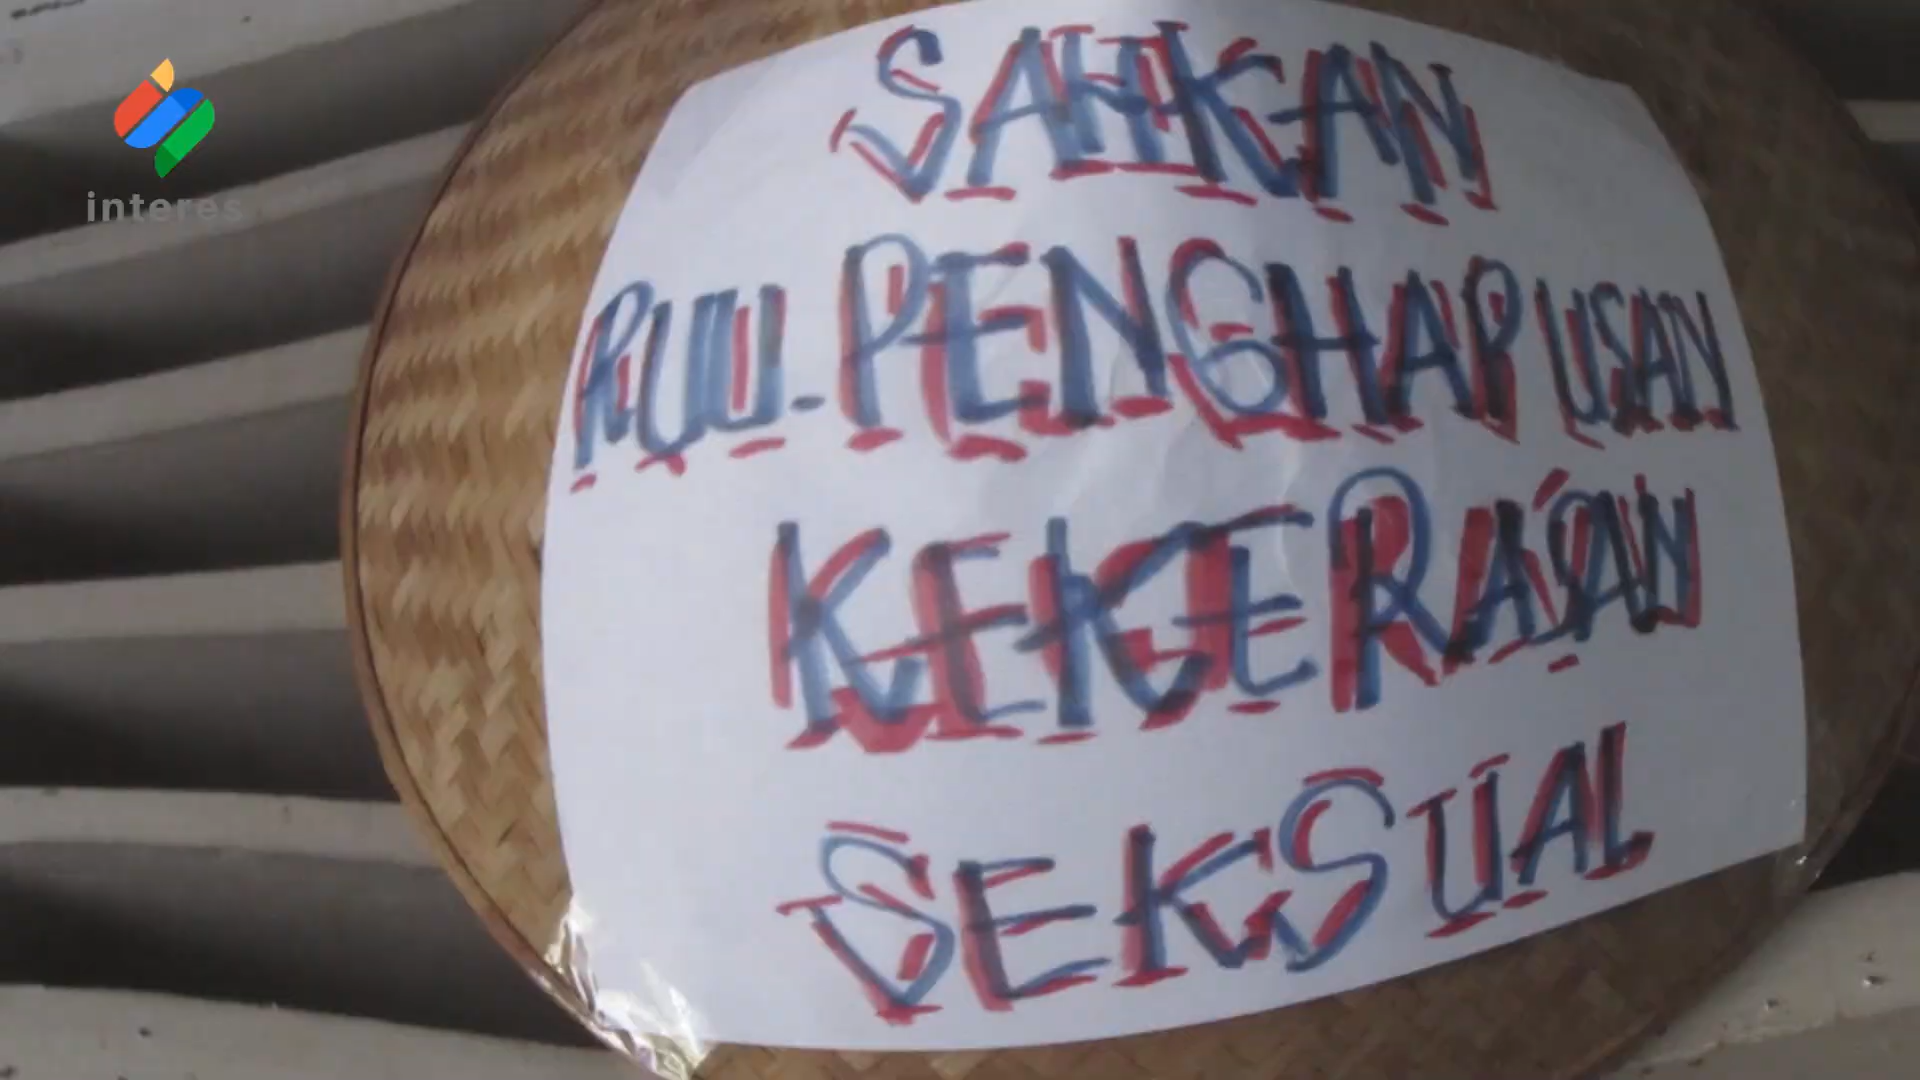 interes
SAHKAN
RUU-PENGHAPUSAN
KEKERASAN
SEKSUAL